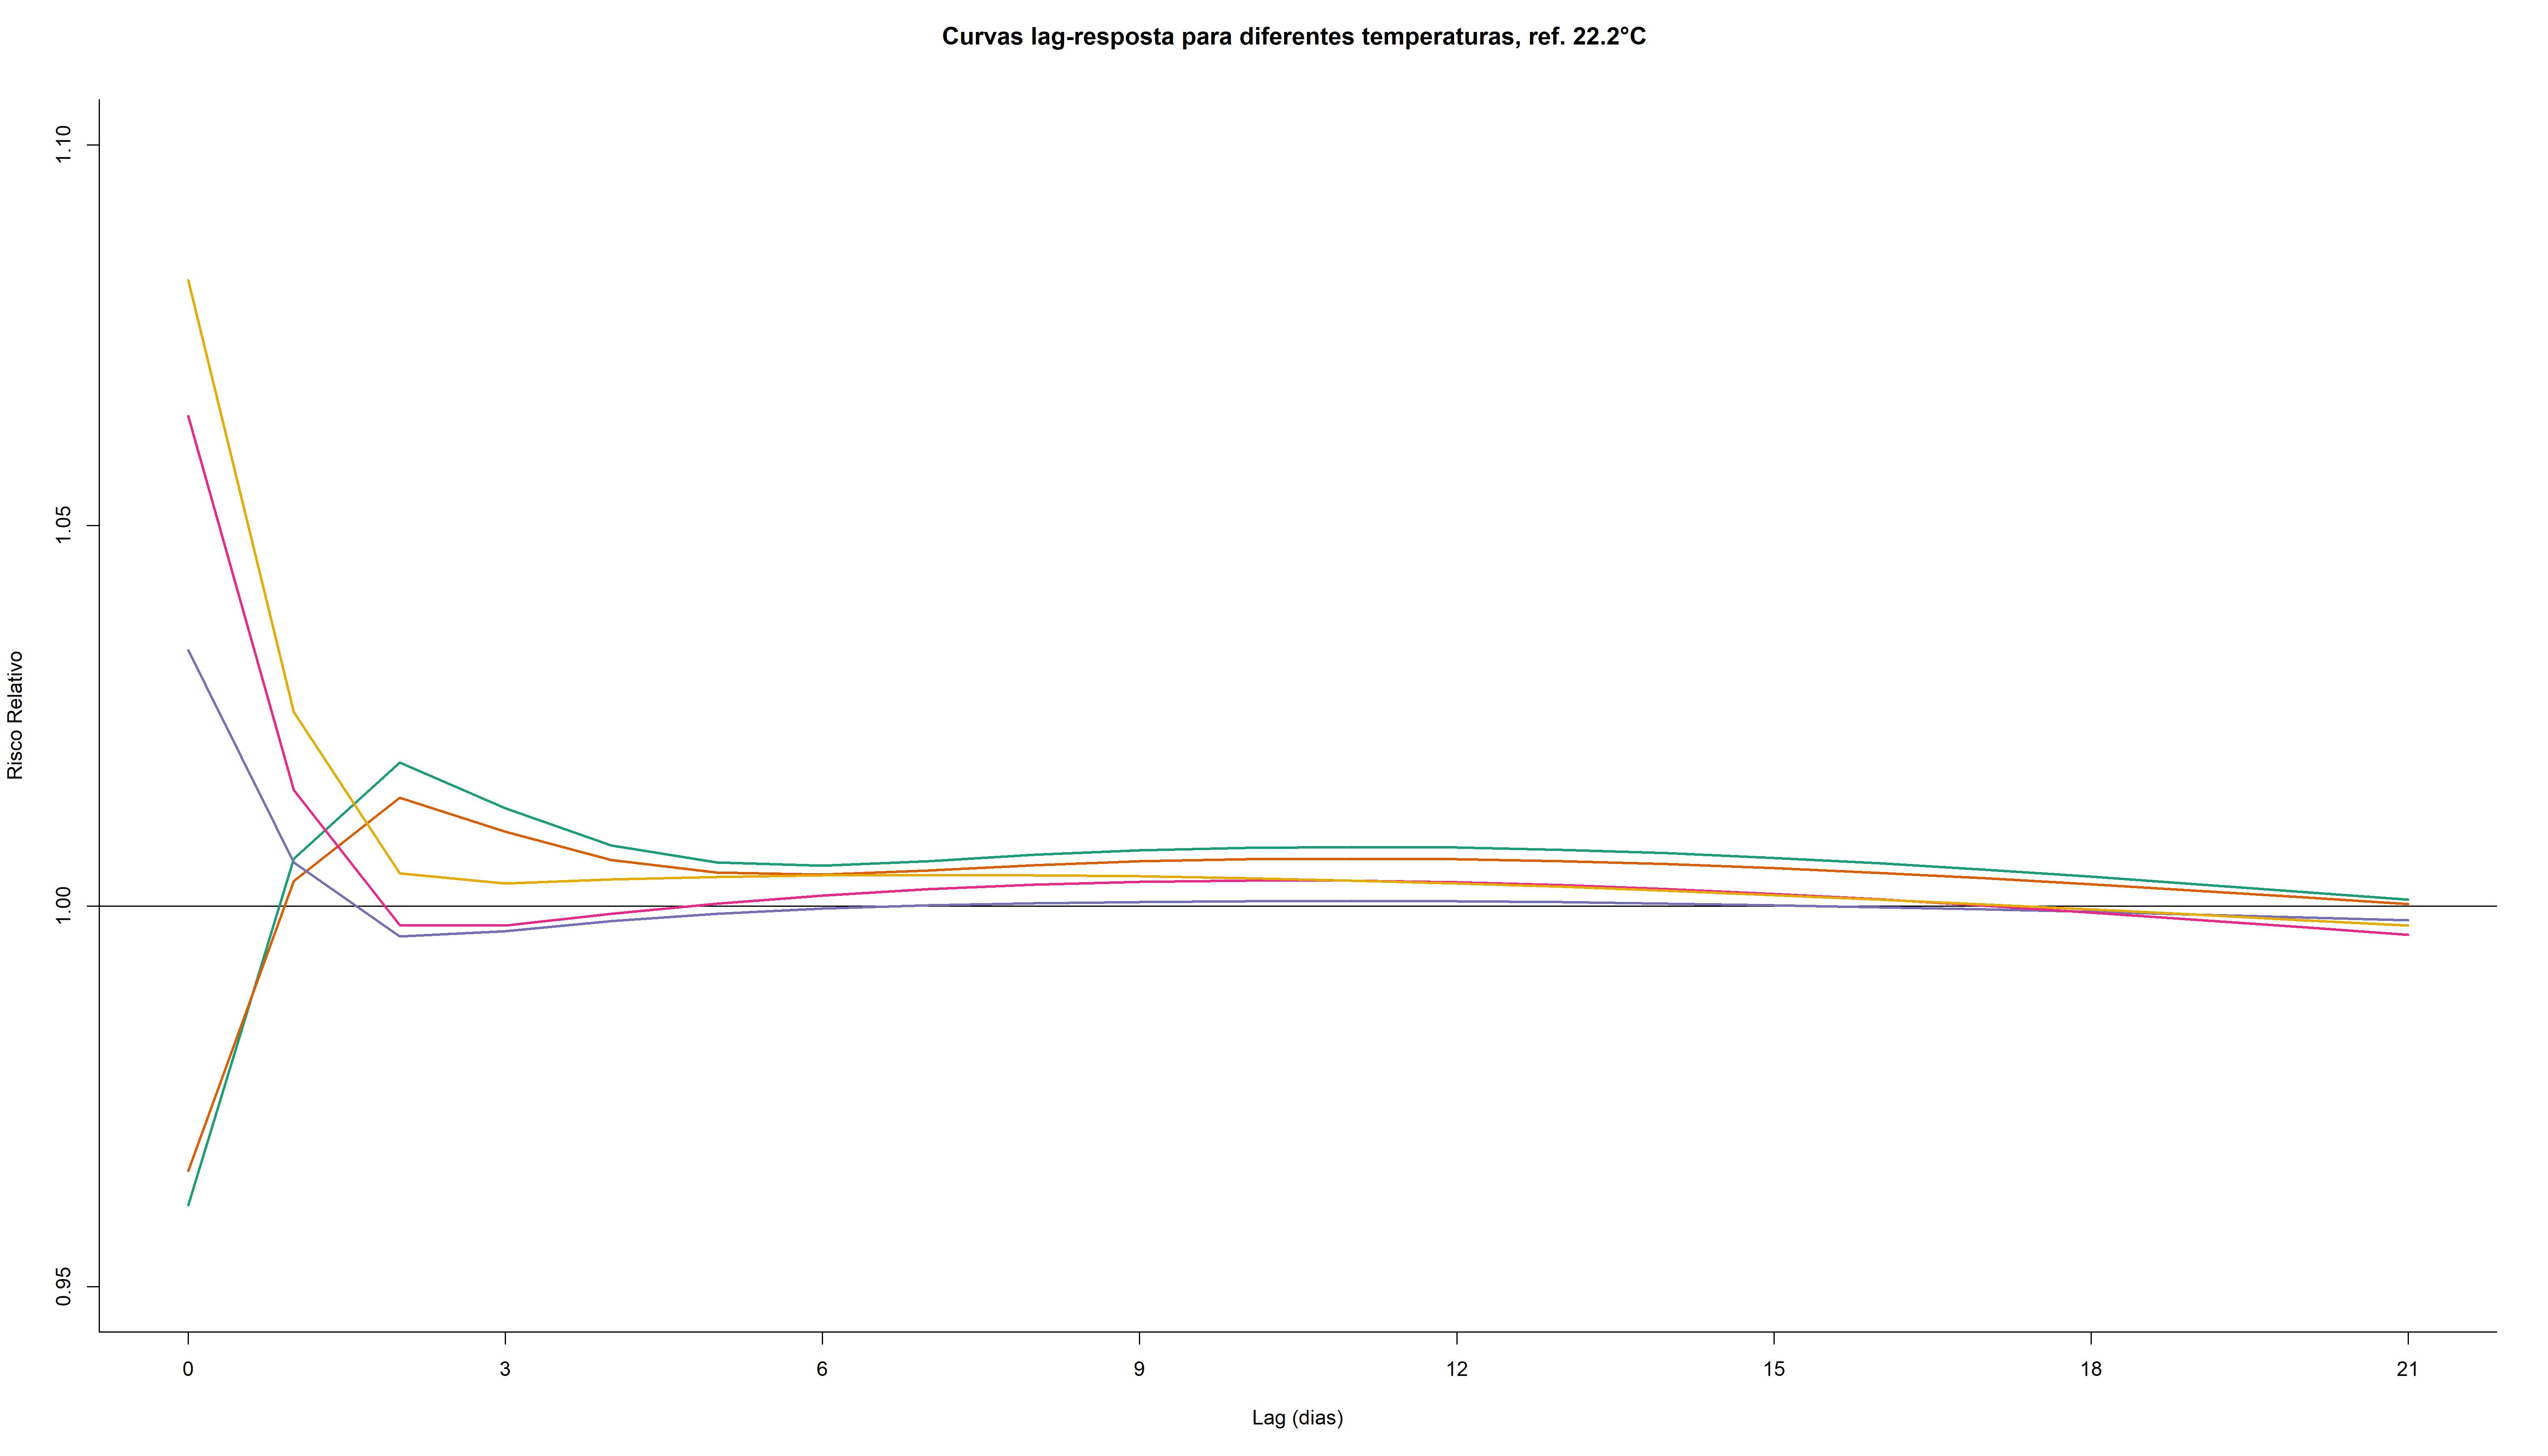 Curvas lag-resposta para diferentes temperaturas, ref. 22.2°C
1.10
1.05
1.00
0.95
Risco Relativo
0 3 6 9 12 15 18 21
Lag (dias)